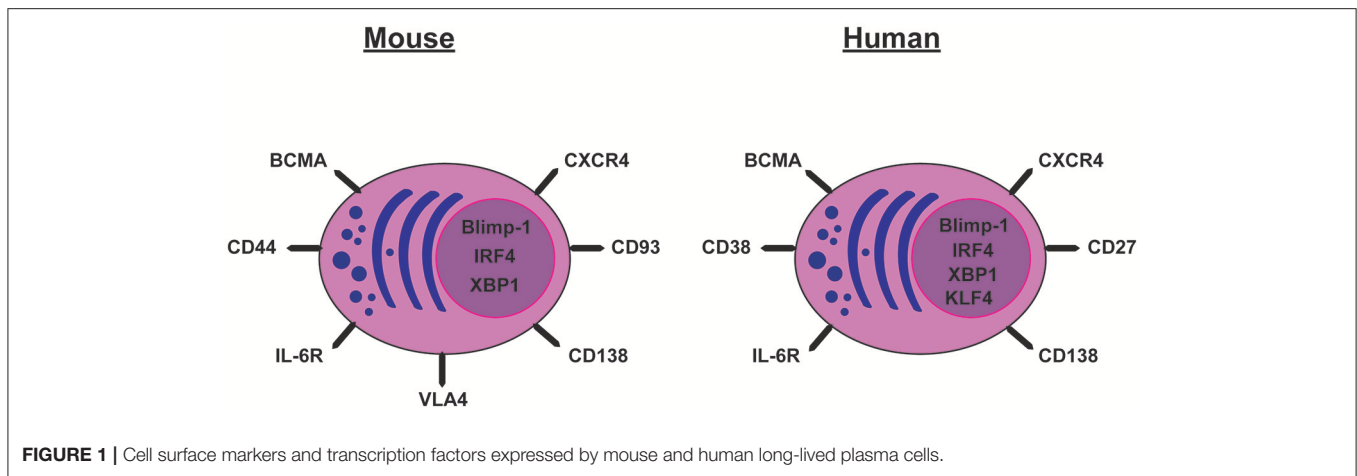 Mouse
Human
BCMA
CXCR4
CD44
CD93
IL-6R
CD138
VLA4
Blimp-1
IRF4
XBP1
BCMA
CXCR4
CD38
CD27
IL-6R
CD138
Blimp-1
IRF4
XBP1
KLF4
FIGURE 1 | Cell surface markers and transcription factors expressed by mouse and human long-lived plasma cells.